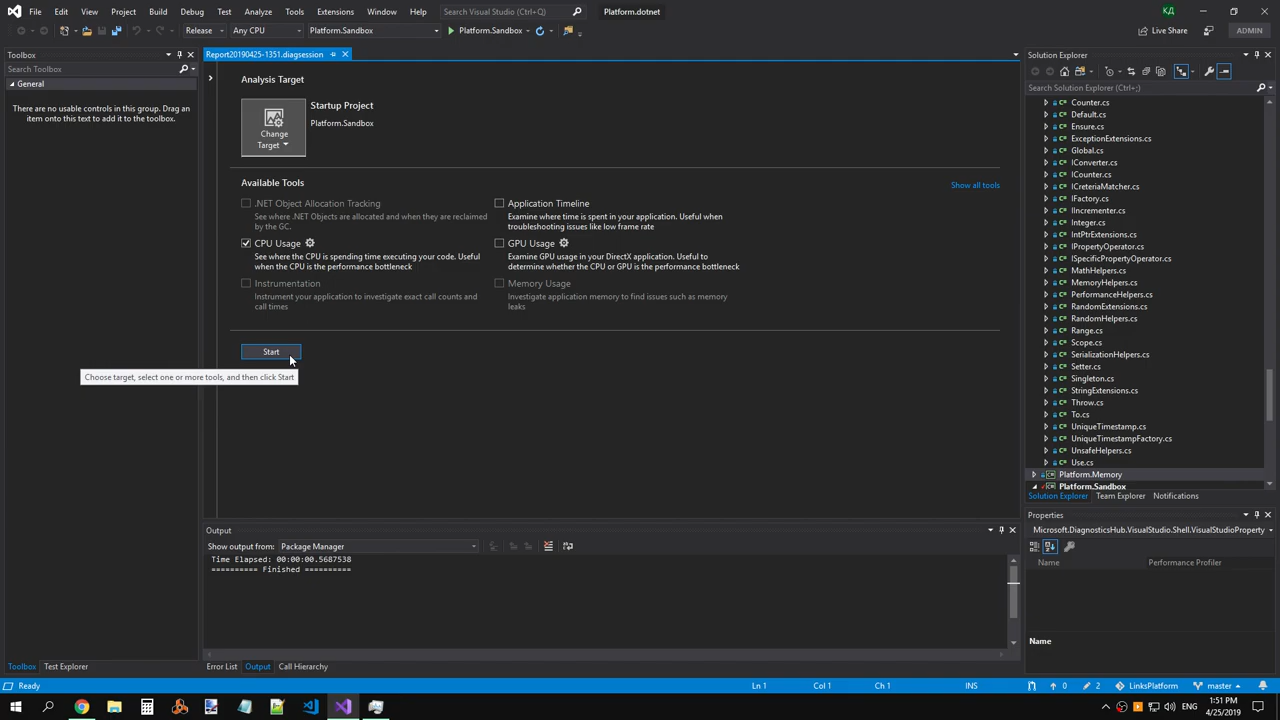 File Edit View Project Build Debug Test Analyze Tools Extensions Window Help Search Visual Studio (Ctrl+Q) Platform.dotnet КД
Release Any CPU Platform.Sandbox Platform.Sandbox Live Share ADMIN
Toolbox
Search Toolbox
General
There are no usable controls in this group. Drag an
item onto this text to add it to the toolbox.
Toolbox Test Explorer
Report20190425-1351.diagsession
Analysis Target
Change
Target
Startup Project
Platform.Sandbox
Available Tools
Show all tools
.NET Object Allocation Tracking
See where .NET Objects are allocated and when they are reclaimed
by the GC.
Application Timeline
Examine where time is spent in your application. Useful when
troubleshooting issues like low frame rate
CPU Usage
See where the CPU is spending time executing your code. Useful
when the CPU is the performance bottleneck
GPU Usage
Examine GPU usage in your DirectX application. Useful to
determine whether the CPU or GPU is the performance bottleneck
Instrumentation
Instrument your application to investigate exact call counts and
call times
Memory Usage
Investigate application memory to find issues such as memory
leaks
Start
Choose target, select one or more tools, and then click Start
Output
Show output from: Package Manager
Time Elapsed: 00:00:00.5687538
========== Finished ==========
Error List Output Call Hierarchy
Solution Explorer
Search Solution Explorer (Ctrl+;)
Counter.cs
Default.cs
Ensure.cs
ExceptionExtensions.cs
Global.cs
IConverter.cs
ICounter.cs
ICreteriaMatcher.cs
IFactory.cs
IIncrementer.cs
Integer.cs
IntPtrExtensions.cs
IPropertyOperator.cs
ISpecificPropertyOperator.cs
MathHelpers.cs
MemoryHelpers.cs
PerformanceHelpers.cs
RandomExtensions.cs
RandomHelpers.cs
Range.cs
Scope.cs
SerializationHelpers.cs
Setter.cs
Singleton.cs
StringExtensions.cs
Throw.cs
To.cs
UniqueTimestamp.cs
UniqueTimestampFactory.cs
UnsafeHelpers.cs
Use.cs
Platform.Memory
Platform.Sandbox
Solution Explorer Team Explorer Notifications
Properties
Microsoft.DiagnosticsHub.VisualStudio.Shell.VisualStudioProperty
Name Performance Profiler
Name
Ready Ln 1 Col 1 Ch 1 INS 0 2 LinksPlatform master
ENG 1:51 PM
4/25/2019